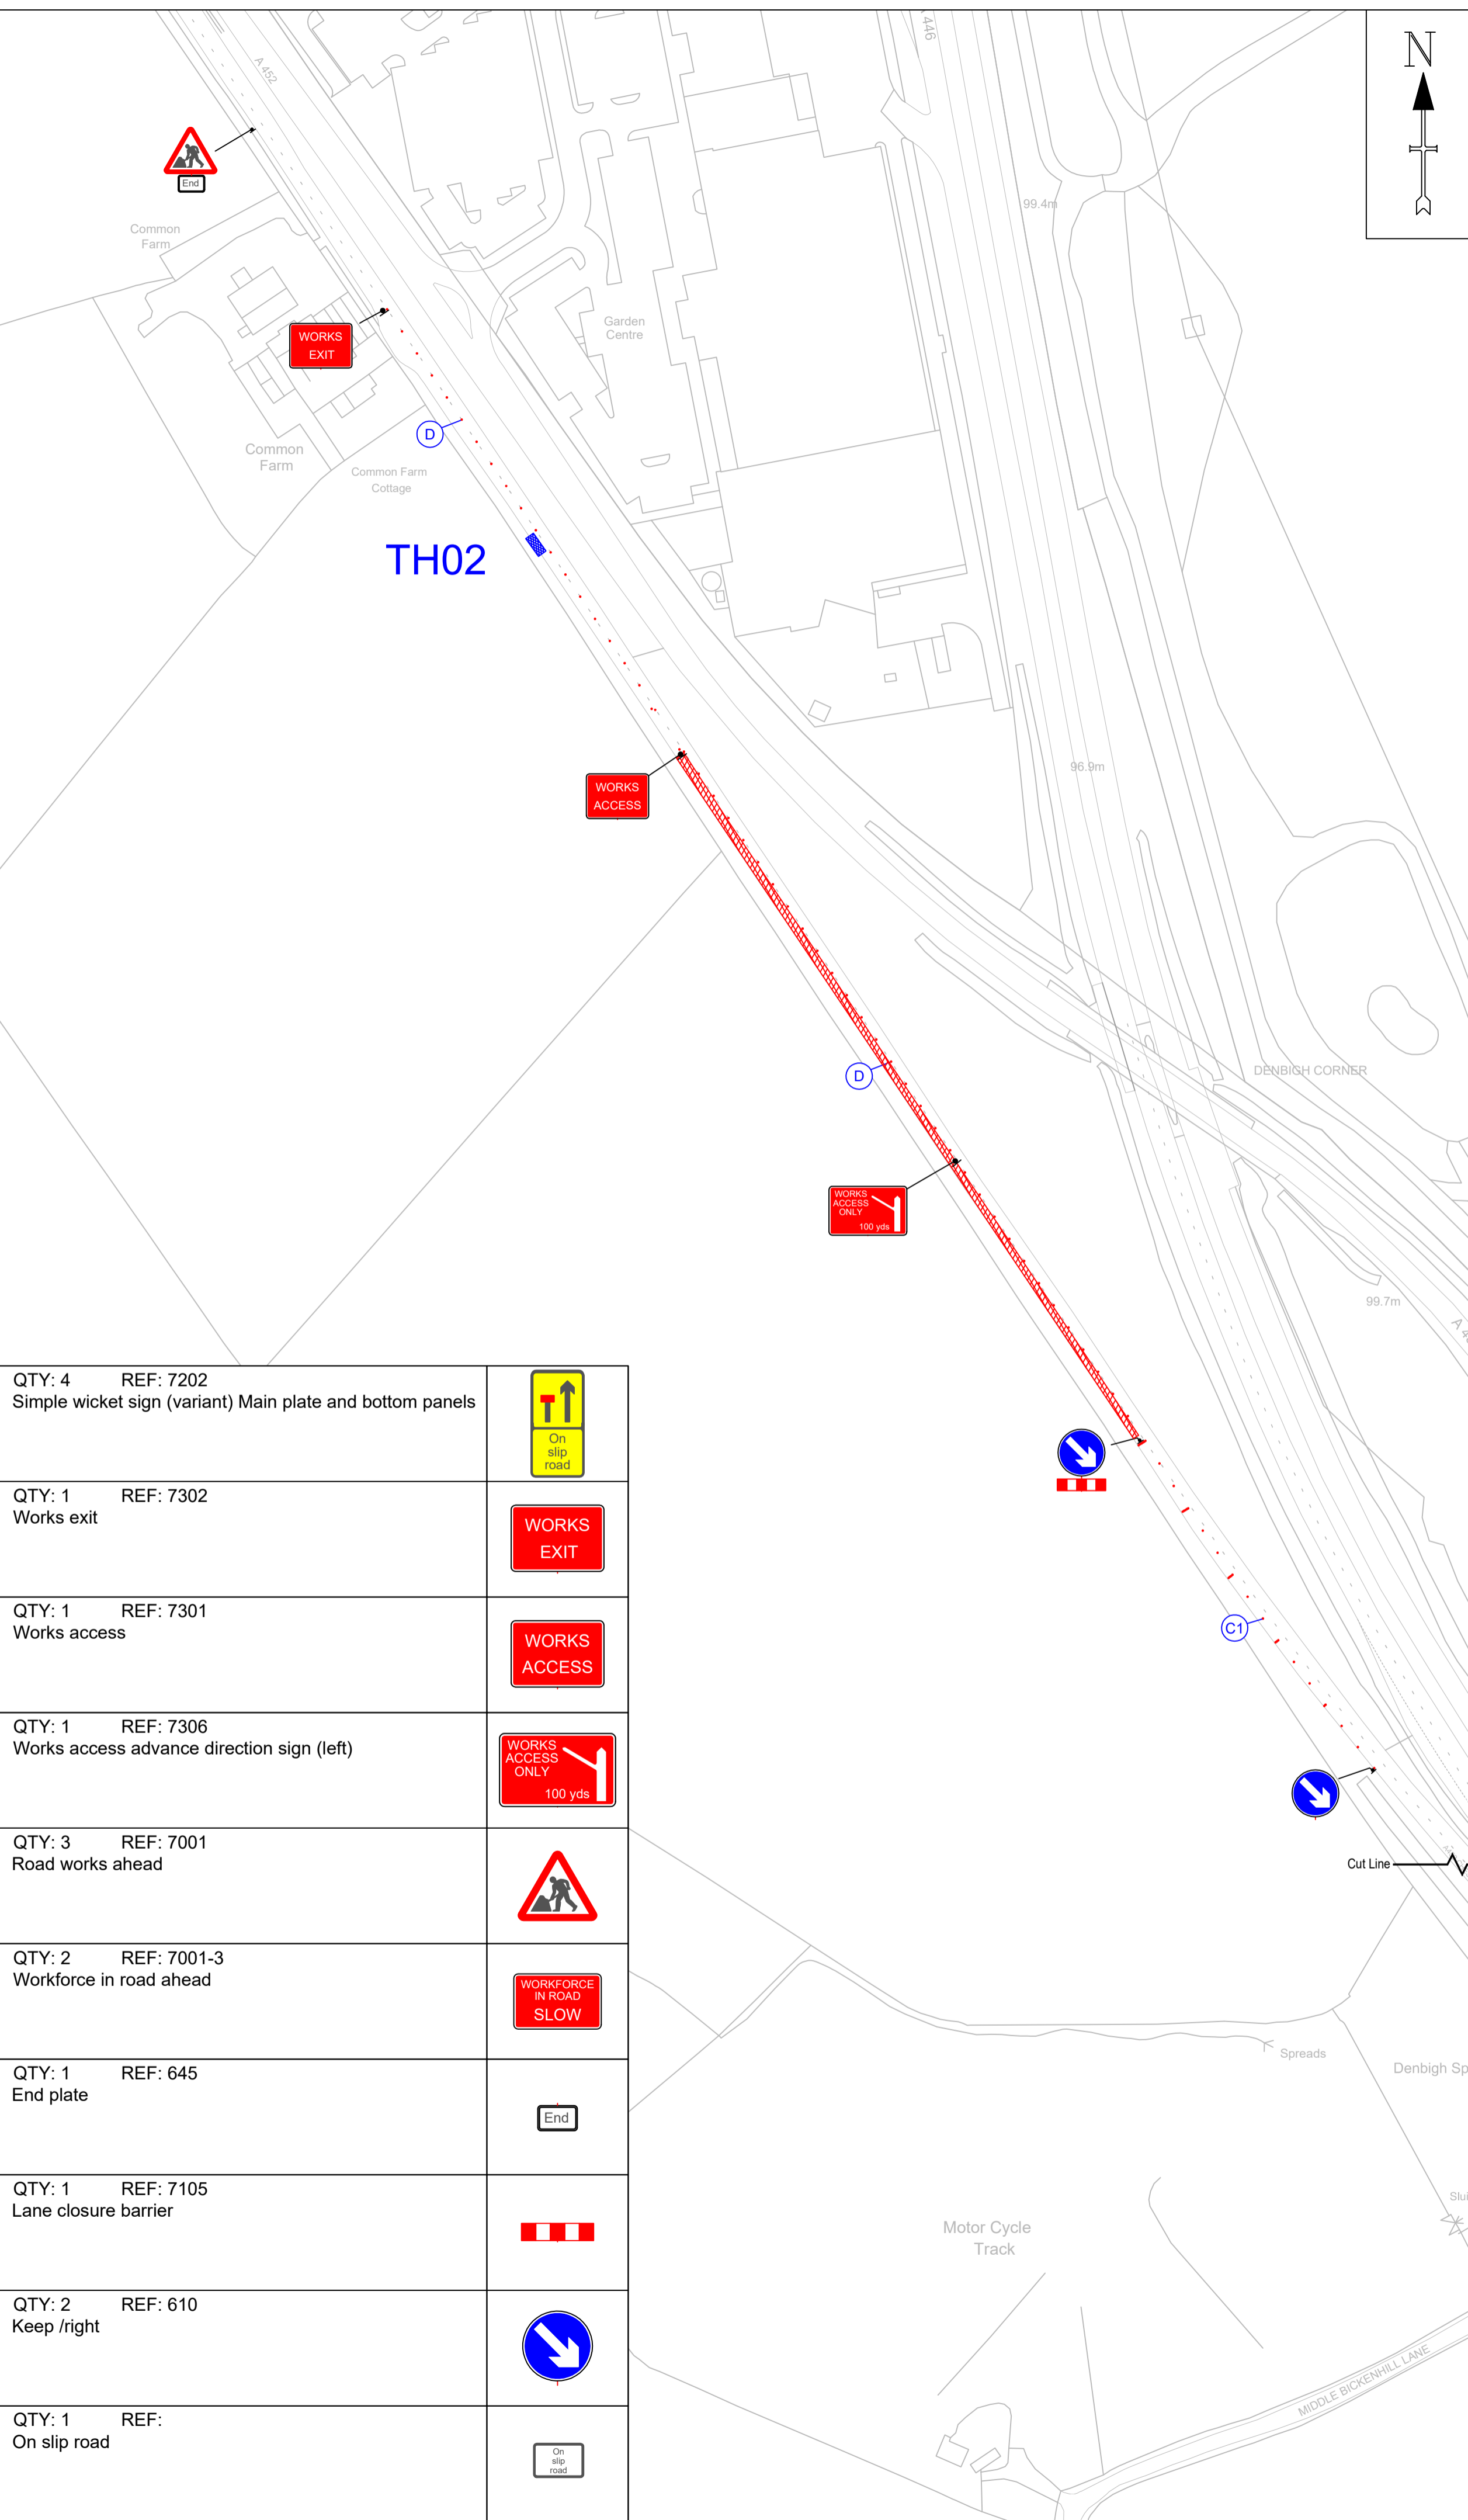 N
A 452
446
End
Common
Farm
99.4m
WORKS
EXIT
Garden
Centre
D
Common
Farm
Common Farm
Cottage
TH02
WORKS
ACCESS
96.9m
D
DENBIGH CORNER
WORKS
ACCESS
ONLY
100 yds
99.7m
C1
Cut Line
QTY: 4 REF: 7202
Simple wicket sign (variant) Main plate and bottom panels
On
slip
road
QTY: 1 REF: 7302
Works exit
WORKS
EXIT
QTY: 1 REF: 7301
Works access
WORKS
ACCESS
QTY: 1 REF: 7306
Works access advance direction sign (left)
WORKS
ACCESS
ONLY
100 yds
QTY: 3 REF: 7001
Road works ahead
QTY: 2 REF: 7001-3
Workforce in road ahead
WORKFORCE
IN ROAD
SLOW
QTY: 1 REF: 645
End plate
End
QTY: 1 REF: 7105
Lane closure barrier
QTY: 2 REF: 610
Keep /right
QTY: 1 REF:
On slip road
On
slip
road
Spreads
Denbigh Sp
Slui
Motor Cycle
Track
MIDDLE BICKENHILL LANE